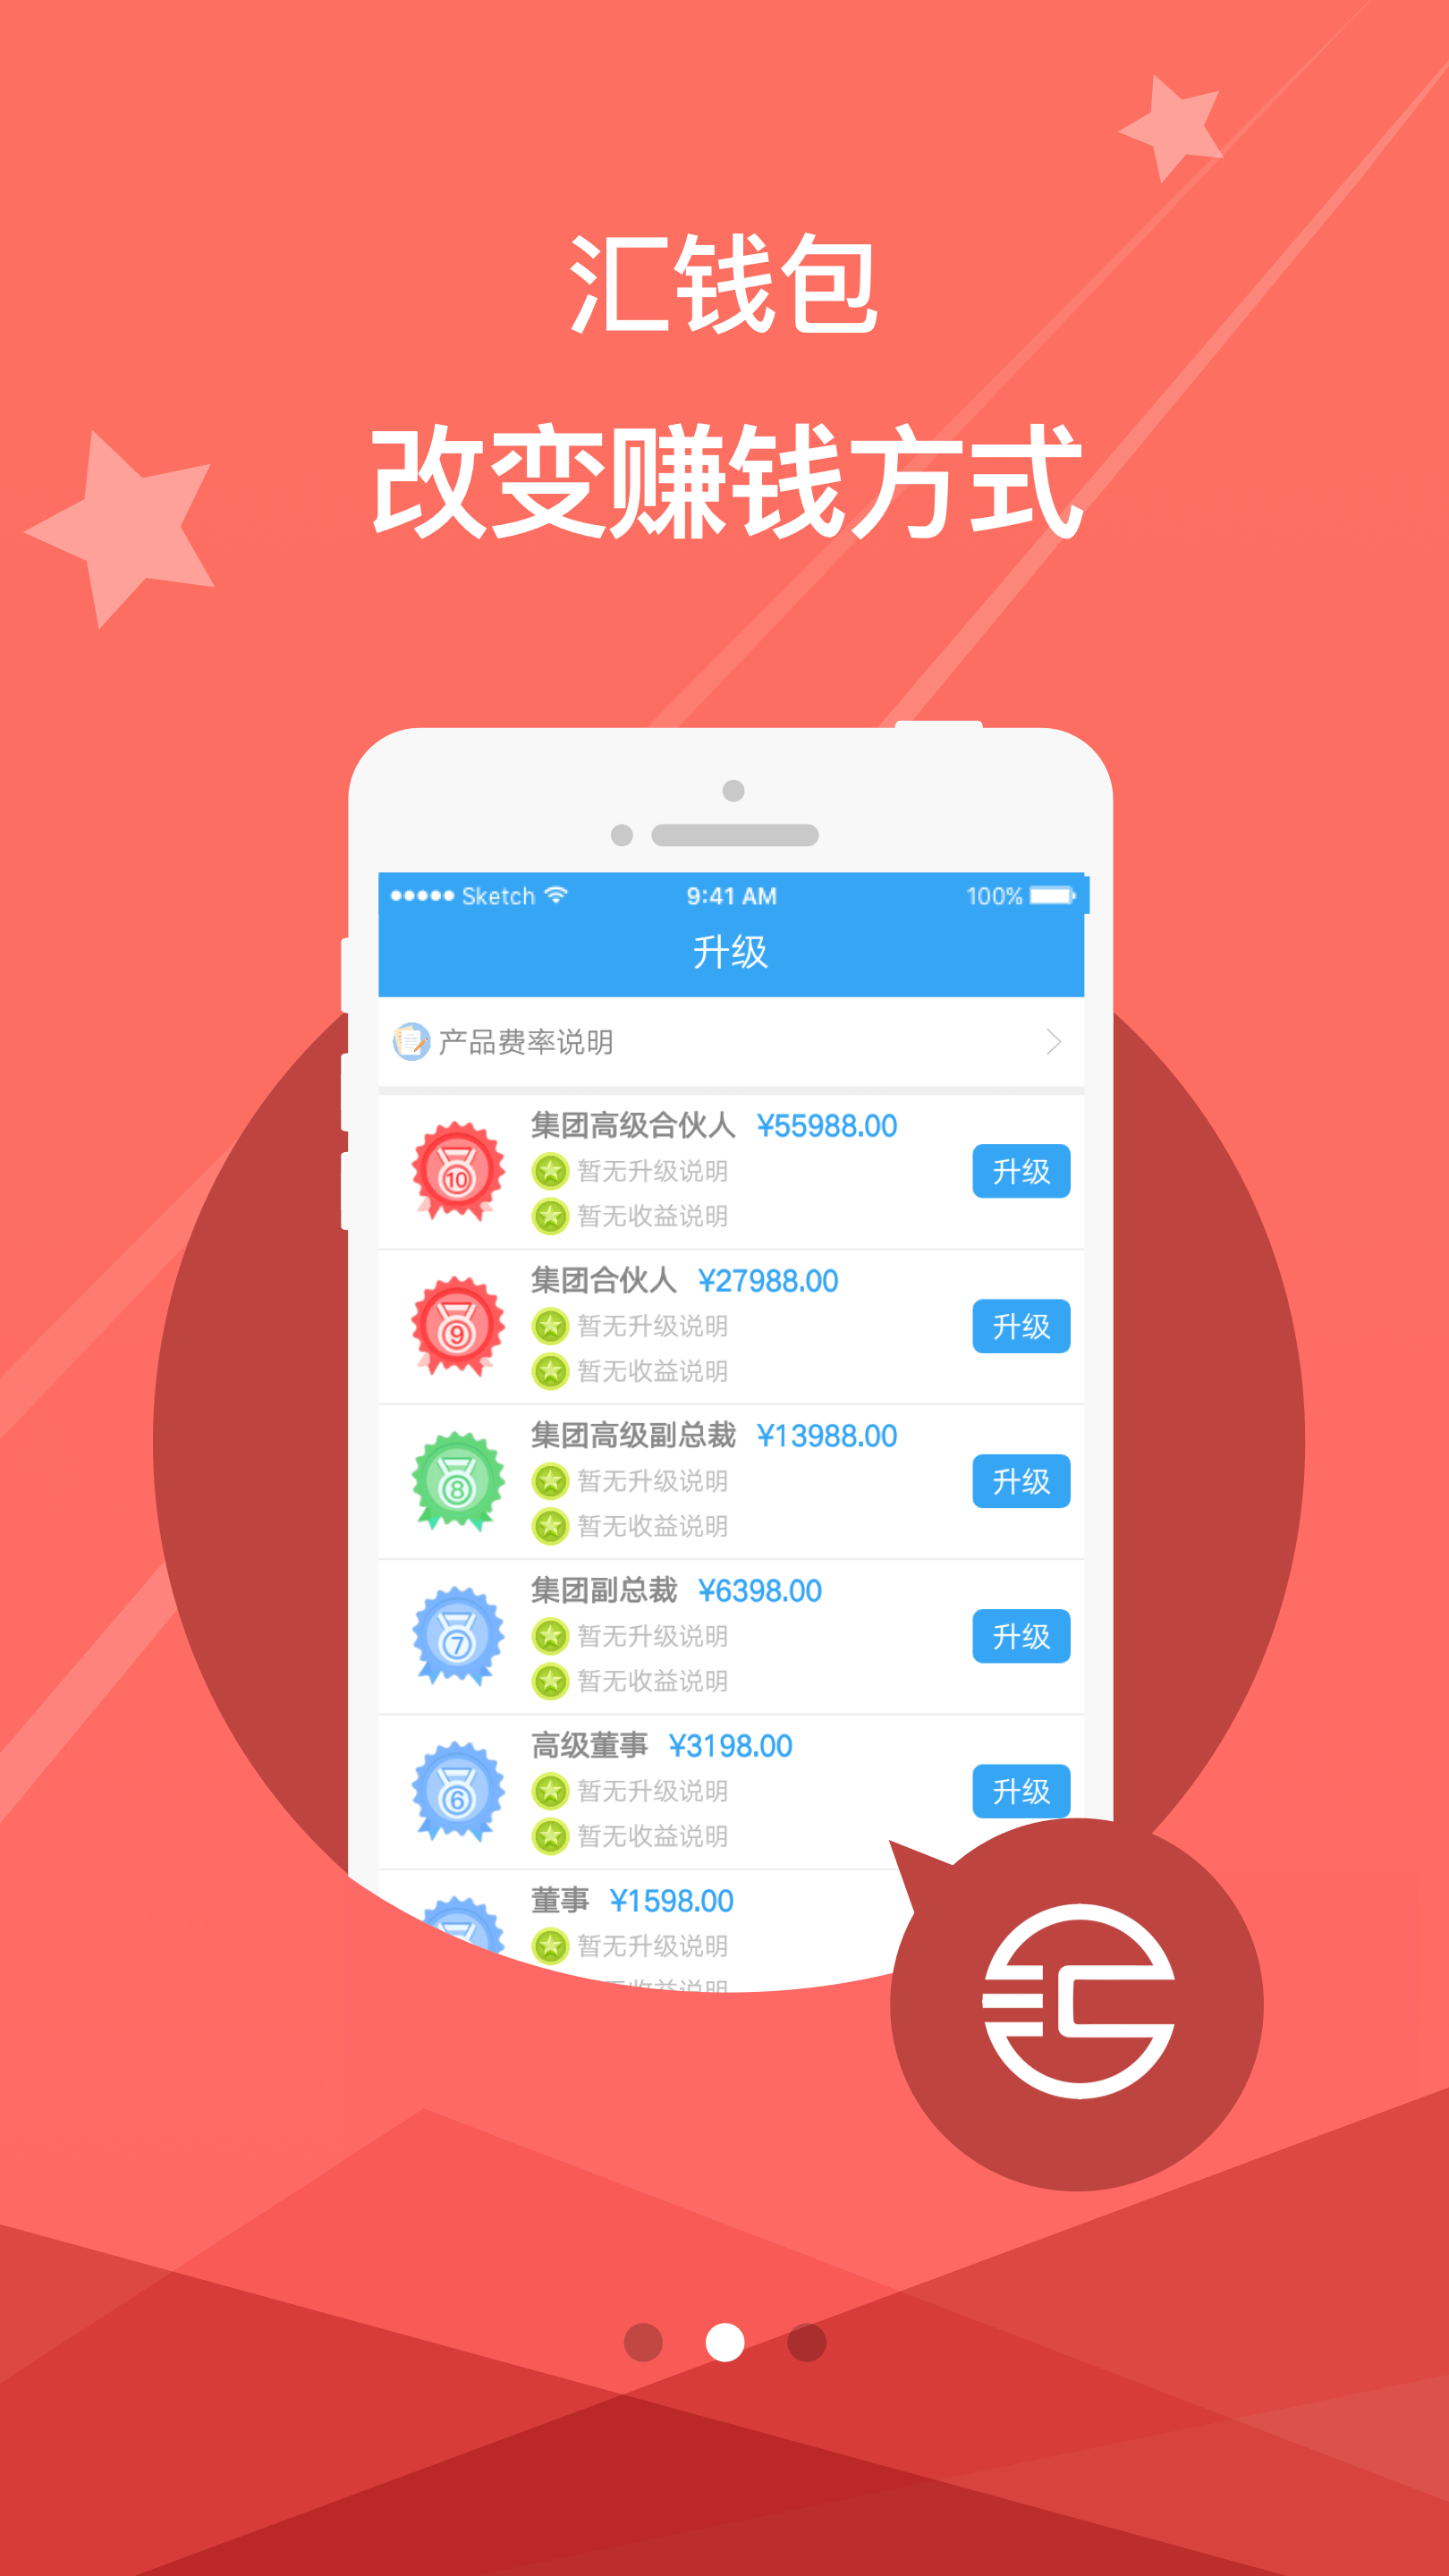 汇钱包
改变赚钱方式
Sketch 9:41 AM 100%
升级
产品费率说明
集团高级合伙人 ¥55988.00
10
暂无升级说明
升级
暂无收益说明
集团合伙人 ¥27988.00
9
暂无升级说明
升级
暂无收益说明
集团高级副总裁 ¥13988.00
8
暂无升级说明
升级
暂无收益说明
集团副总裁 ¥6398.00
7
暂无升级说明
升级
暂无收益说明
高级董事 ¥3198.00
6
暂无升级说明
升级
暂无收益说明
董事 ¥1598.00
暂无升级说明